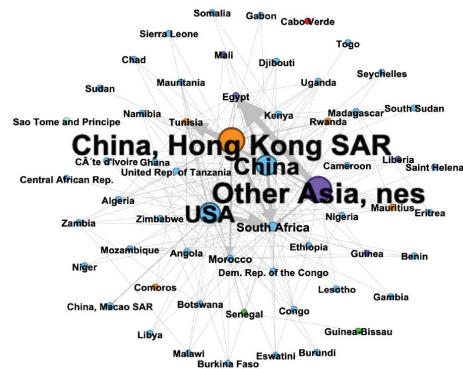 Somalia
Gabon
Cabo Verde
Sierra Leone
Togo
Chad
Mali
Djibouti
Seychelles
Sudan
Mauritania
Egypt
Uganda
Sao Tome and Principe
Namibia
Tunisia
Kenya
Madagascar
South Sudan
Rwanda
China, Hong Kong SAR
CÃ´te d'Ivoire
Ghana
China
Cameroon
Liberia
Saint Helena
Central African Rep.
United Rep. of Tanzania
Other Asia, nes
Algeria
USA
Mauritius
Eritrea
Zambia
Zimbabwe
South Africa
Nigeria
Mozambique
Angola
Morocco
Ethiopia
Guinea
Benin
Niger
Comoros
Dem. Rep. of the Congo
Lesotho
Gambia
China, Macao SAR
Botswana
Senegal
Congo
Guinea-Bissau
Libya
Malawi
Burkina Faso
Eswatini
Burundi